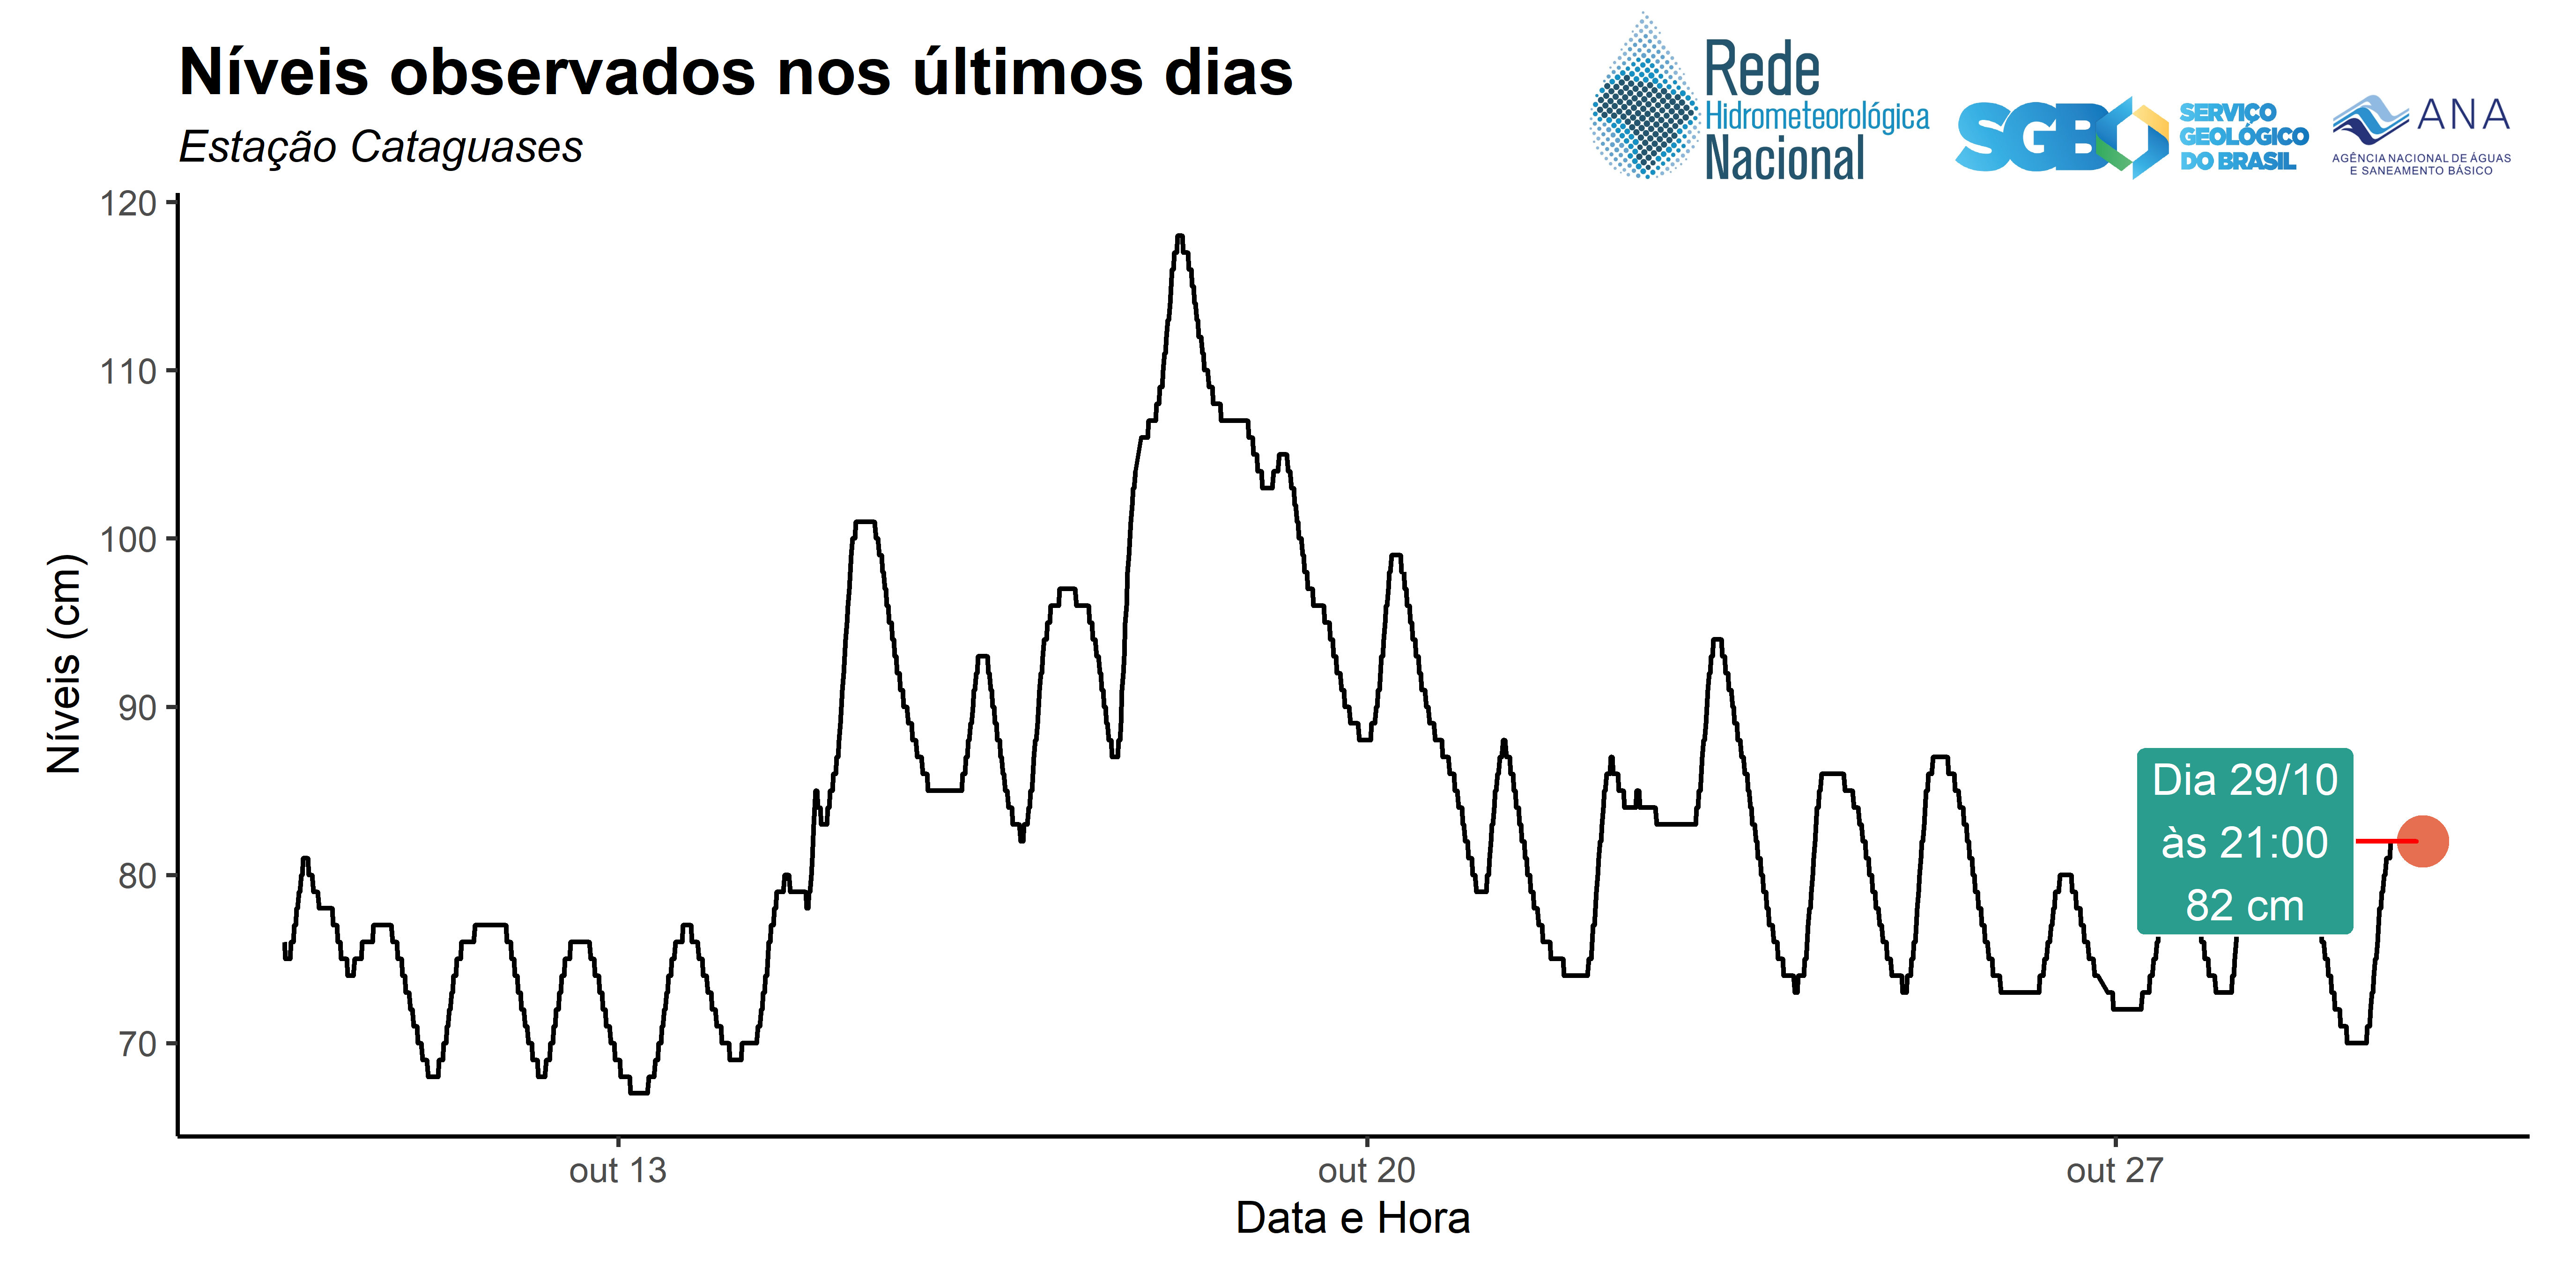 Níveis observados nos últimos dias
Estação Cataguases
Rede
Hidrometeorológica
Nacional
SGB
SERVIÇO
GEOLÓGICO
DO BRASIL
ANA
AGÊNCIA NACIONAL DE ÁGUAS
E SANEAMENTO BÁSICO
120
110
100
90
80
70
Níveis (cm)
Dia 29/10
às 21:00
82 cm
out 13
out 20
out 27
Data e Hora